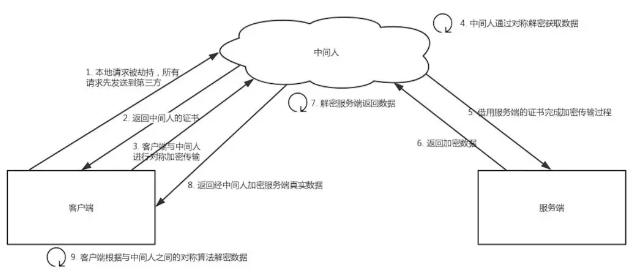 4. 中间人通过对称解密获取数据
中间人
1. 本地请求被劫持，所有
请求先发送到第三方
7. 解密服务端返回数据
2. 返回中间人的证书
5. 借用服务端的证书完成加密传输过程
3. 客户端与中间人
进行对称加密传输
6. 返回加密数据
8. 返回经中间人加密服务端真实数据
客户端
服务端
9. 客户端根据与中间人之间的对称算法解密数据